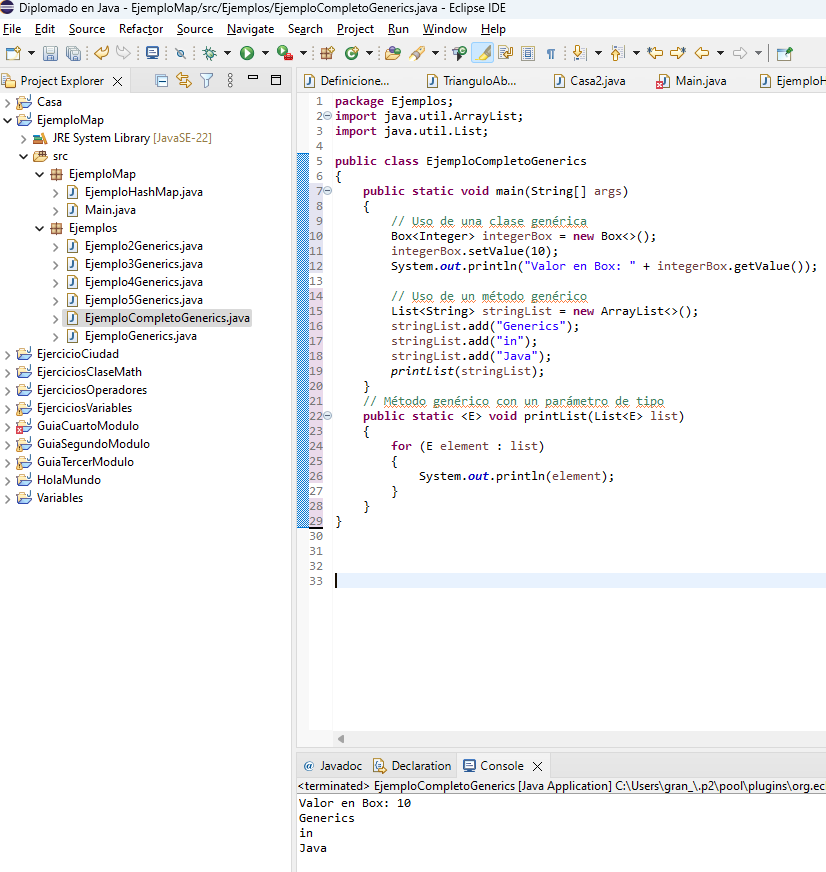 Diplomado en Java - EjemploMap/src/Ejemplos/EjemploCompletoGenerics.java - Eclipse IDE
File Edit Source Refactor Source Navigate Search Project Run Window Help
Project Explorer
Casa
EjemploMap
JRE System Library [JavaSE-22]
src
EjemploMap
EjemploHashMap.java
Main.java
Ejemplos
Ejemplo2Generics.java
Ejemplo3Generics.java
Ejemplo4Generics.java
Ejemplo5Generics.java
EjemploCompletoGenerics.java
EjemploGenerics.java
EjercicioCiudad
EjerciciosClaseMath
EjerciciosOperadores
EjerciciosVariables
GuiaCuartoModulo
GuiaSegundoModulo
GuiaTercerModulo
HolaMundo
Variables
Definicione... TrianguloAb... Casa2.java Main.java EjemploH
1 package Ejemplos;
2 import java.util.ArrayList;
3 import java.util.List;
4
5 public class EjemploCompletoGenerics
6 {
7 public static void main(String[] args)
8 {
9 // Uso de una clase genérica
10 Box<Integer> integerBox = new Box<>();
11 integerBox.setValue(10);
12 System.out.println("Valor en Box: " + integerBox.getValue());
13
14 // Uso de un método genérico
15 List<String> stringList = new ArrayList<>();
16 stringList.add("Generics");
17 stringList.add("in");
18 stringList.add("Java");
19 printList(stringList);
20 }
21 // Método genérico con un parámetro de tipo
22 public static <E> void printList(List<E> list)
23 {
24 for (E element : list)
25 {
26 System.out.println(element);
27 }
28 }
29 }
30
31
32
33
Javadoc Declaration Console
<terminated> EjemploCompletoGenerics [Java Application] C:\Users\gran_\.p2\pool\plugins\org.ec
Valor en Box: 10
Generics
in
Java